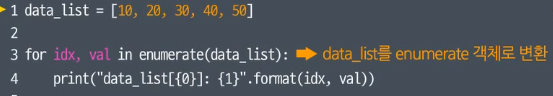 1 data_list = [10, 20, 30, 40, 50]
2
3 for idx, val in enumerate(data_list): ➡ data_list를 enumerate 객체로 변환
4     print("data_list[{0}]: {1}".format(idx, val))